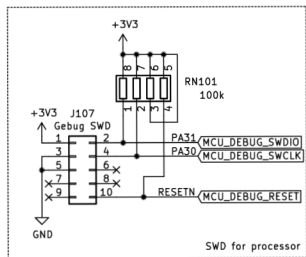 +3V3
8 7 6 5
RN101
100k
1 2 3 4
+3V3
J107
Gebug SWD
1 2 PA31 MCU_DEBUG_SWDIO
3 4 PA30 MCU_DEBUG_SWCLK
5 6
7 8
9 10 RESETN MCU_DEBUG_RESET
GND
SWD for processor